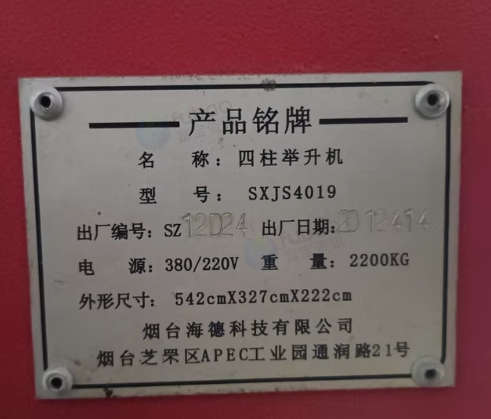 产品铭牌
名 称：四柱举升机
型 号：SXJS4019
出厂编号：SZ12D24 出厂日期：2012414
电 源：380/220V 重 量：2200KG
外形尺寸：542cmX327cmX222cm
烟台海德科技有限公司
烟台芝罘区APEC工业园通润路21号